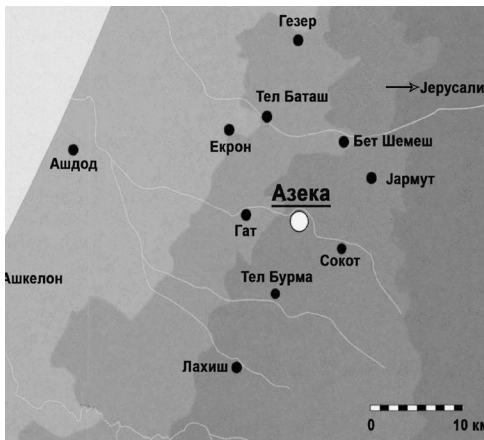 Гезер
Јерусали
Тел Баташ
Екрон
Бет Шемеш
Ашдод
Јармут
Азека
Гат
Сокот
Ашкелон
Тел Бурма
Лахиш
0 10 км